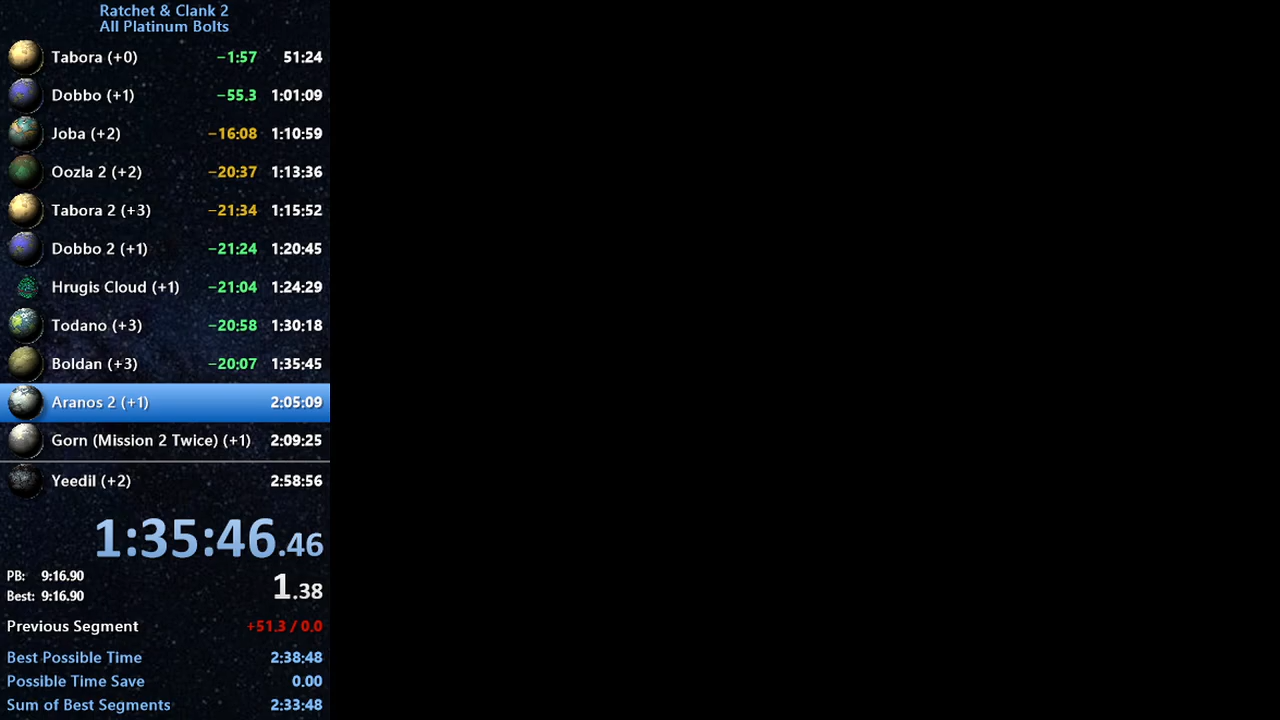 Ratchet & Clank 2
All Platinum Bolts
Tabora (+0) −1:57 51:24
Dobbo (+1) −55.3 1:01:09
Joba (+2) −16:08 1:10:59
Oozla 2 (+2) −20:37 1:13:36
Tabora 2 (+3) −21:34 1:15:52
Dobbo 2 (+1) −21:24 1:20:45
Hrugis Cloud (+1) −21:04 1:24:29
Todano (+3) −20:58 1:30:18
Boldan (+3) −20:07 1:35:45
Aranos 2 (+1) 2:05:09
Gorn (Mission 2 Twice) (+1) 2:09:25
Yeedil (+2) 2:58:56
1:35:46.46
PB: 9:16.90
Best: 9:16.90
1.38
Previous Segment +51.3 / 0.0
Best Possible Time 2:38:48
Possible Time Save 0.00
Sum of Best Segments 2:33:48